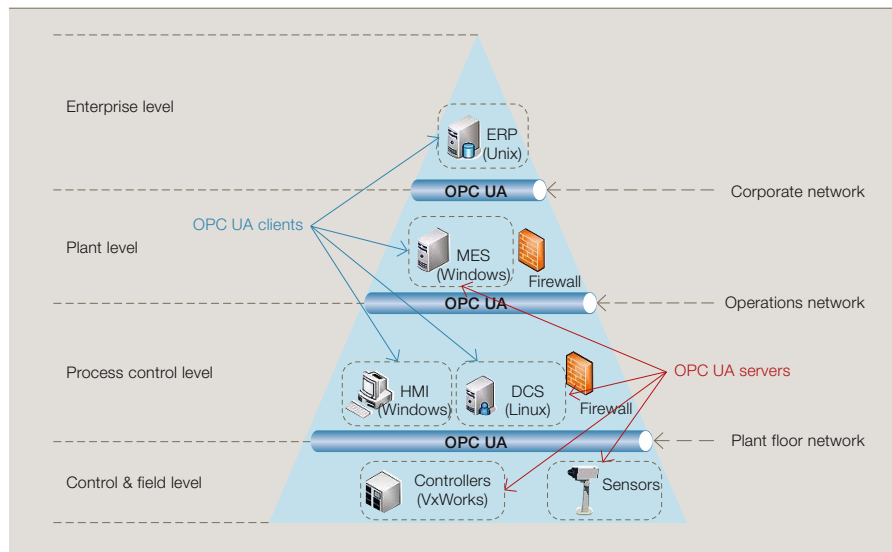 Enterprise level
ERP
(Unix)
OPC UA
Corporate network
OPC UA clients
Plant level
MES
(Windows)
Firewall
OPC UA
Operations network
Process control level
OPC UA servers
HMI
(Windows)
DCS
(Linux)
Firewall
OPC UA
Plant floor network
Control & field level
Controllers
(VxWorks)
Sensors